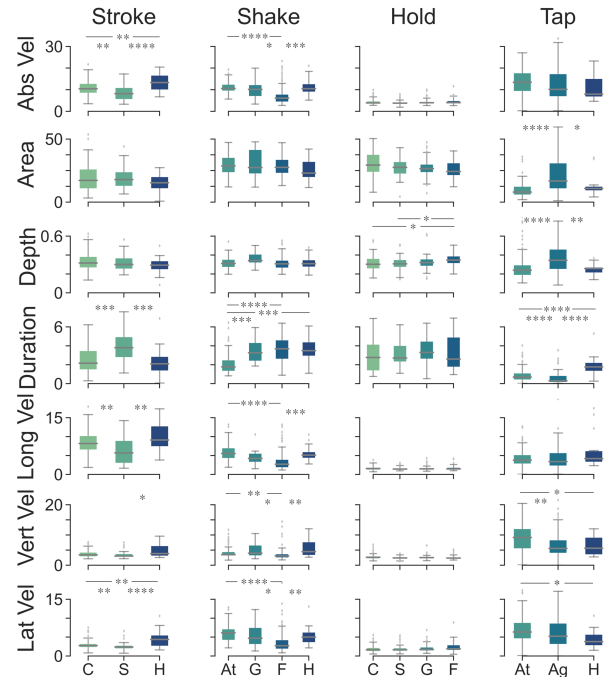 Stroke Shake Hold Tap
Abs Vel
30
0
** **** ** 
**** * ***
Area
50
0
**** *
Depth
0.6
0
* *
**** **
Duration
6
0
*** ***
**** *** ***
**** **** ****
Long Vel
15
0
** **
**** ***
Vert Vel
20
0
*
** * **
* **
Lat Vel
15
0
** ** ****
**** * **
*
C S H At G F H C S G F At Ag H